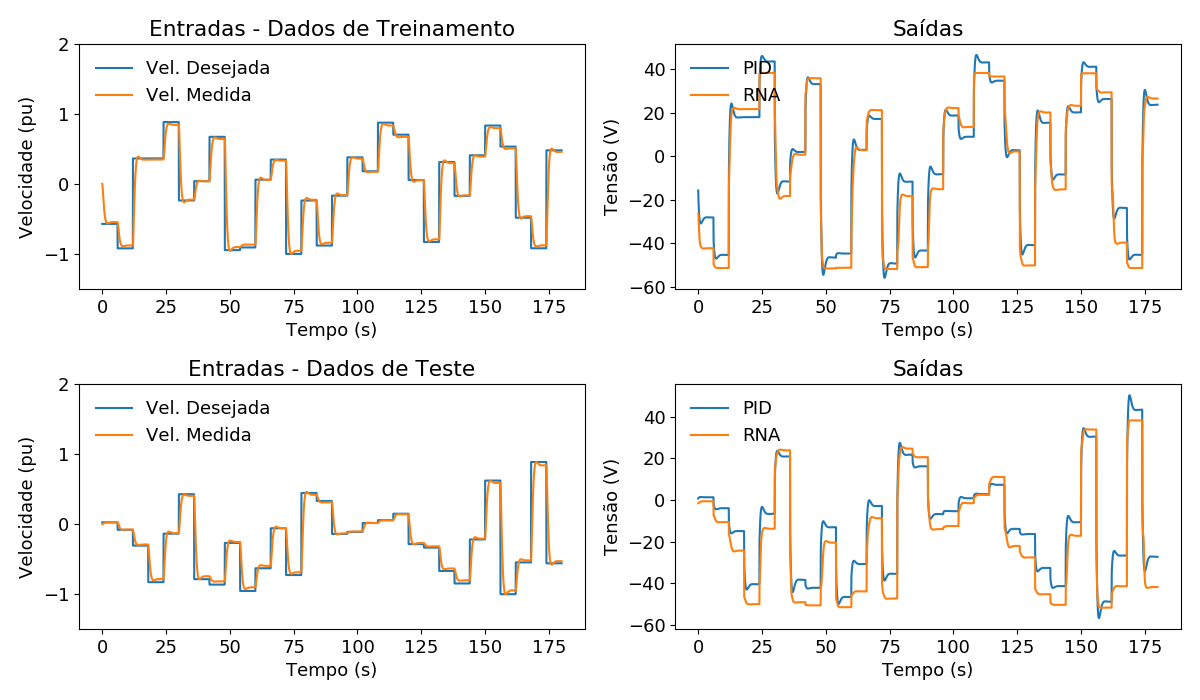 Entradas - Dados de Treinamento
Velocidade (pu)
2
1
0
−1
Vel. Desejada
Vel. Medida
0 25 50 75 100 125 150 175
Tempo (s)
Saídas
Tensão (V)
40
20
0
−20
−40
−60
PID
RNA
0 25 50 75 100 125 150 175
Tempo (s)
Entradas - Dados de Teste
Velocidade (pu)
2
1
0
−1
Vel. Desejada
Vel. Medida
0 25 50 75 100 125 150 175
Tempo (s)
Saídas
Tensão (V)
40
20
0
−20
−40
−60
PID
RNA
0 25 50 75 100 125 150 175
Tempo (s)